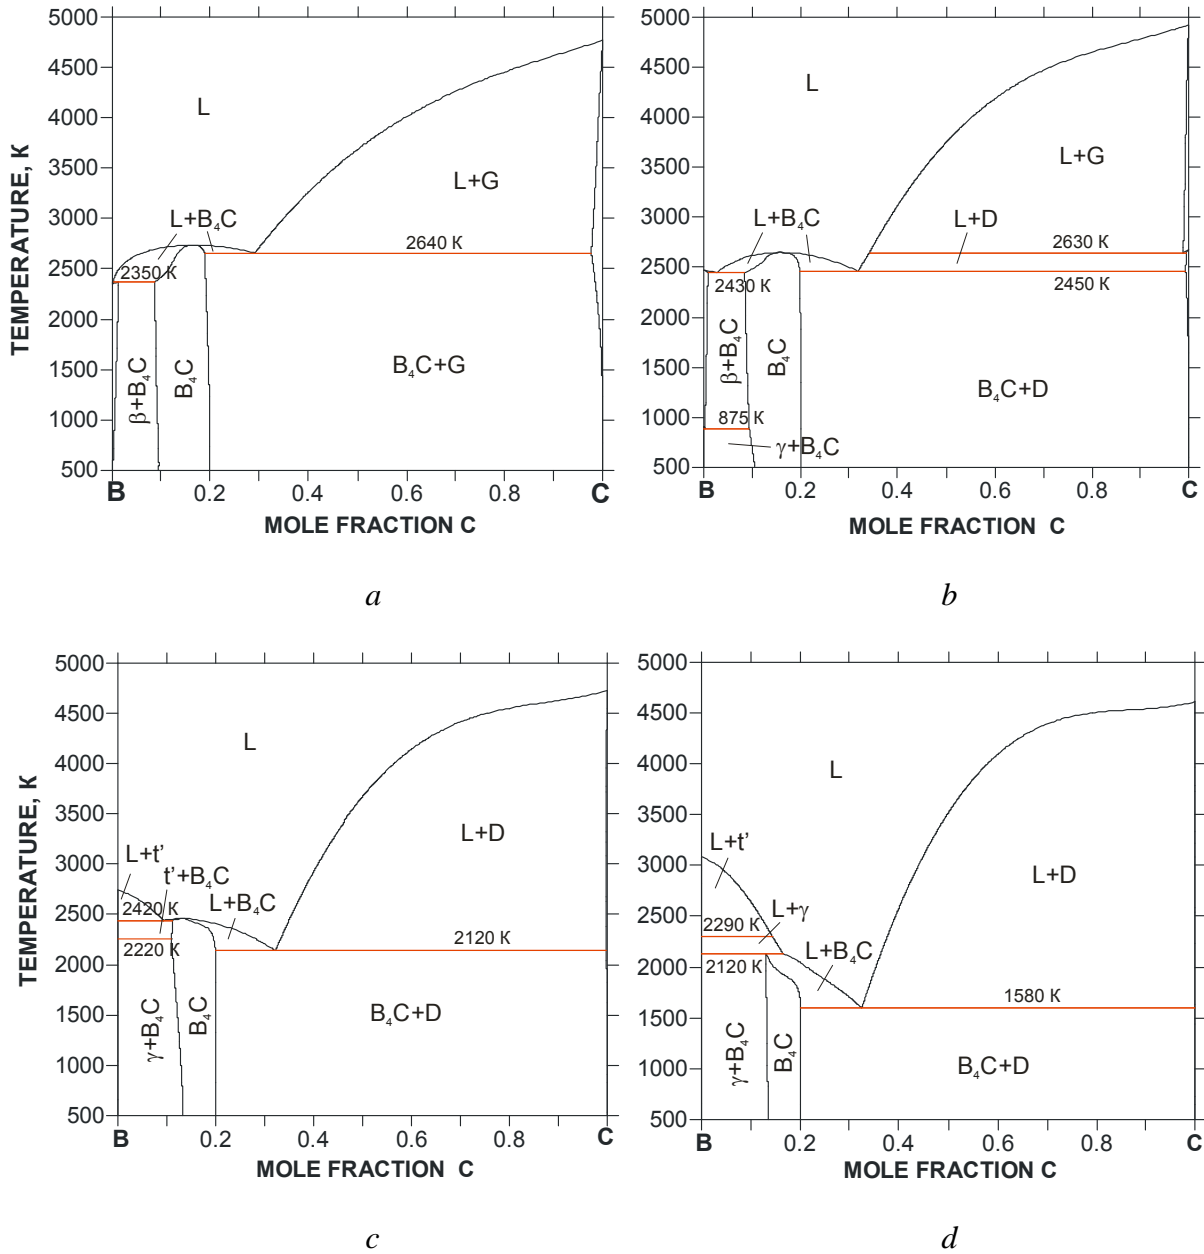 5000
4500
4000
3500
3000
2500
2000
1500
1000
500
TEMPERATURE, K
L
L+G
L+B₄C
2640 K
2350 K
β+B₄C
B₄C
B₄C+G
B 0.2 0.4 0.6 0.8 C
MOLE FRACTION C
a
5000
4500
4000
3500
3000
2500
2000
1500
1000
500
L
L+G
L+B₄C
L+D
2630 K
2430 K
2450 K
β+B₄C
B₄C
B₄C+D
875 K
γ+B₄C
B 0.2 0.4 0.6 0.8 C
MOLE FRACTION C
b
5000
4500
4000
3500
3000
2500
2000
1500
1000
500
TEMPERATURE, K
L
L+D
L+t’
t’+B₄C
L+B₄C
2420 K
2220 K
2120 K
γ+B₄C
B₄C
B₄C+D
B 0.2 0.4 0.6 0.8 C
MOLE FRACTION C
c
5000
4500
4000
3500
3000
2500
2000
1500
1000
500
L
L+t’
L+D
L+γ
2290 K
L+B₄C
2120 K
1580 K
γ+B₄C
B₄C
B₄C+D
B 0.2 0.4 0.6 0.8 C
MOLE FRACTION C
d